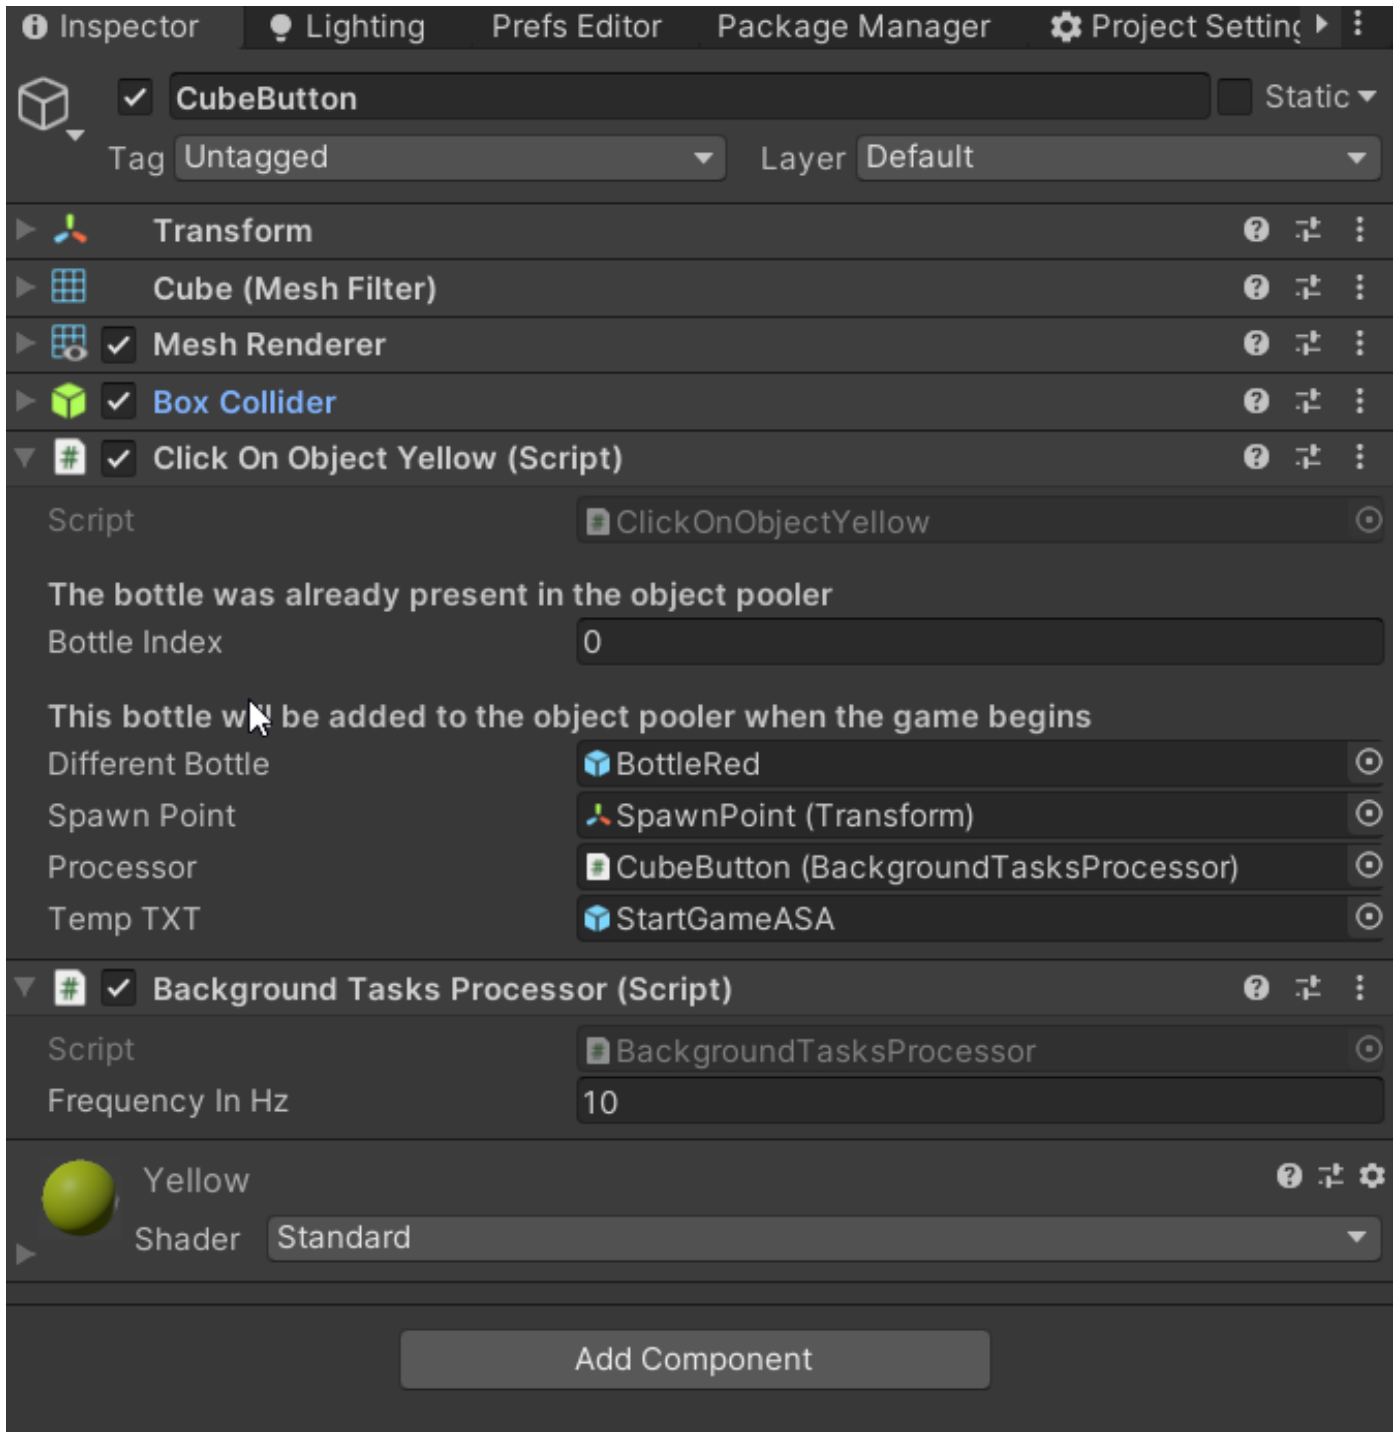 Inspector Lighting Prefs Editor Package Manager Project Setting
CubeButton Static
Tag Untagged Layer Default
Transform
Cube (Mesh Filter)
Mesh Renderer
Box Collider
Click On Object Yellow (Script)
Script ClickOnObjectYellow
The bottle was already present in the object pooler
Bottle Index 0
This bottle will be added to the object pooler when the game begins
Different Bottle BottleRed
Spawn Point SpawnPoint (Transform)
Processor CubeButton (BackgroundTasksProcessor)
Temp TXT StartGameASA
Background Tasks Processor (Script)
Script BackgroundTasksProcessor
Frequency In Hz 10
Yellow
Shader Standard
Add Component